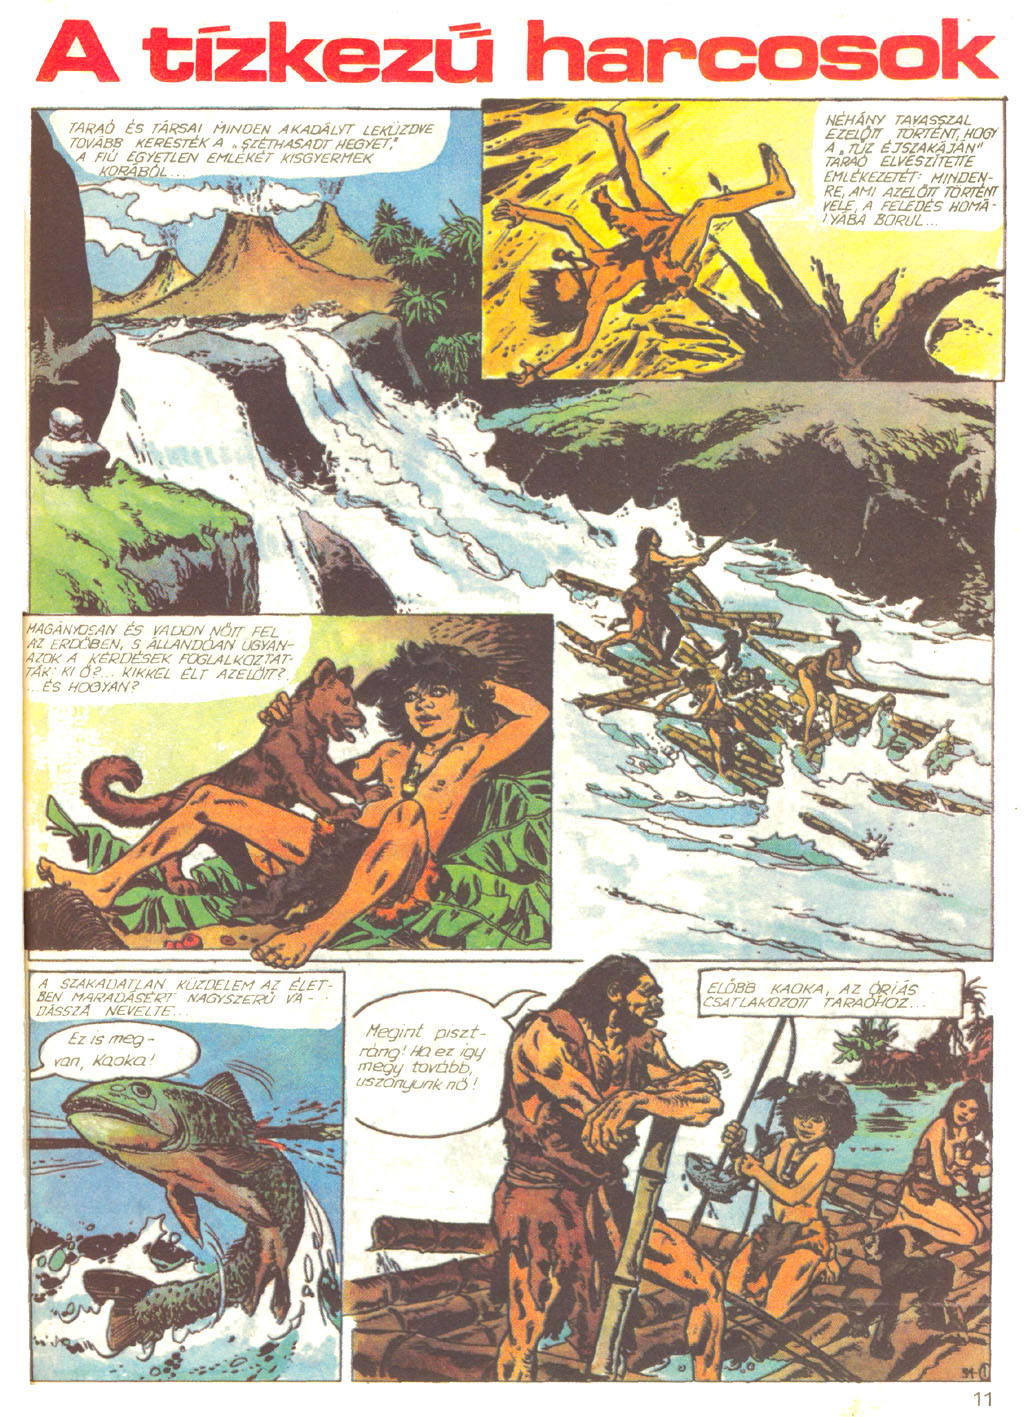 A tízkezű harcosok
TARAÓ ÉS TÁRSAI MINDEN AKADÁLYT LEKÜZDVE
TOVÁBB KERESTÉK A „SZÉTHASADT HEGYET,"
A FIÚ EGYETLEN EMLÉKÉT KISGYERMEK
KORÁBÓL...
NÉHÁNY TAVASSZAL
EZELŐTT TÖRTÉNT, HOGY
A „TŰZ ÉJSZAKÁJÁN"
TARAÓ ELVESZÍTETTE
EMLÉKEZETÉT: MINDEN-
RE, AMI AZELŐTT TÖRTÉNT
VELE, A FELEDÉS HOMÁ-
LYÁBA BORUL...
MAGÁNYOSAN ÉS VADON NŐTT FEL
AZ ERDŐBEN, S ÁLLANDÓAN UGYAN-
AZOK A KÉRDÉSEK FOGLALKOZTAT-
TÁK: KI Ő?... KIKKEL ÉLT AZELŐTT?
...ÉS HOGYAN?
A SZAKADATLAN KÜZDELEM AZ ÉLET-
BEN MARADÁSÉRT NAGYSZERŰ VA-
DÁSSZÁ NEVELTE...
Ez is meg-
van, Kaoka!
Megint piszt-
ráng! Ha ez így
megy tovább,
uszonyunk nő!
ELŐBB KAOKA, AZ ÓRIÁS
CSATLAKOZOTT TARAÓHOZ...
11